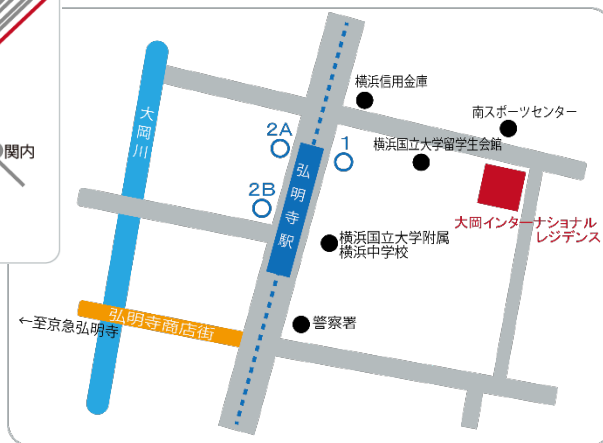 関内
横浜信用金庫
南スポーツセンター
大岡川
2A
1
横浜国立大学留学生会館
弘明寺駅
2B
大岡インターナショナル
レジデンス
横浜国立大学附属
横浜中学校
弘明寺商店街
←至京急弘明寺
警察署